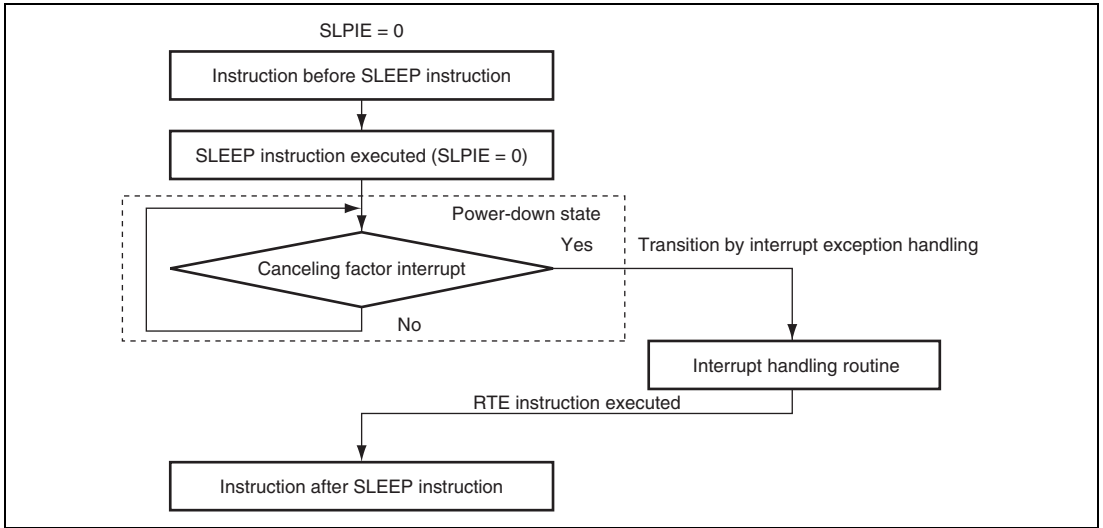 SLPIE = 0
Instruction before SLEEP instruction
SLEEP instruction executed (SLPIE = 0)
Power-down state
Yes
Transition by interrupt exception handling
Canceling factor interrupt
No
Interrupt handling routine
RTE instruction executed
Instruction after SLEEP instruction